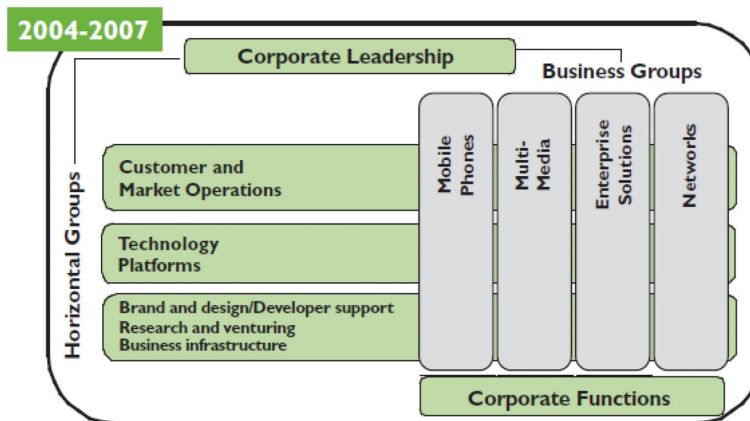 2004-2007
Corporate Leadership
Business Groups
Horizontal Groups
Mobile
Phones
Multi-
Media
Enterprise
Solutions
Networks
Customer and
Market Operations
Technology
Platforms
Brand and design/Developer support
Research and venturing
Business infrastructure
Corporate Functions